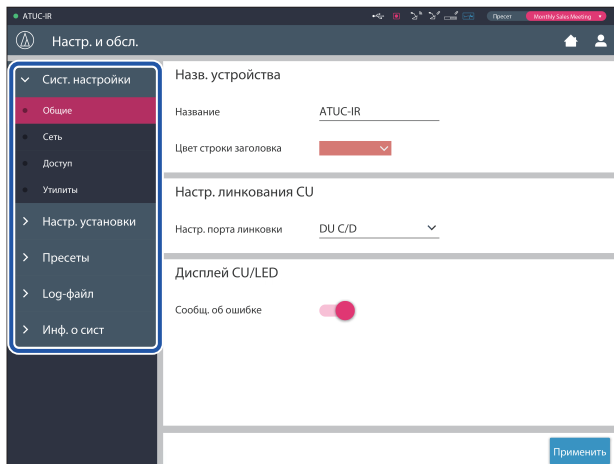 ATUC-IR
Пресет
Monthly Sales Meeting
Настр. и обсл.
Сист. настройки
Общие
Сеть
Доступ
Утилиты
Настр. установки
Пресеты
Log-файл
Инф. о сист
Назв. устройства
Название ATUC-IR
Цвет строки заголовка
Настр. линкования CU
Настр. порта линковки DU C/D
Дисплей CU/LED
Сообщ. об ошибке
Применить